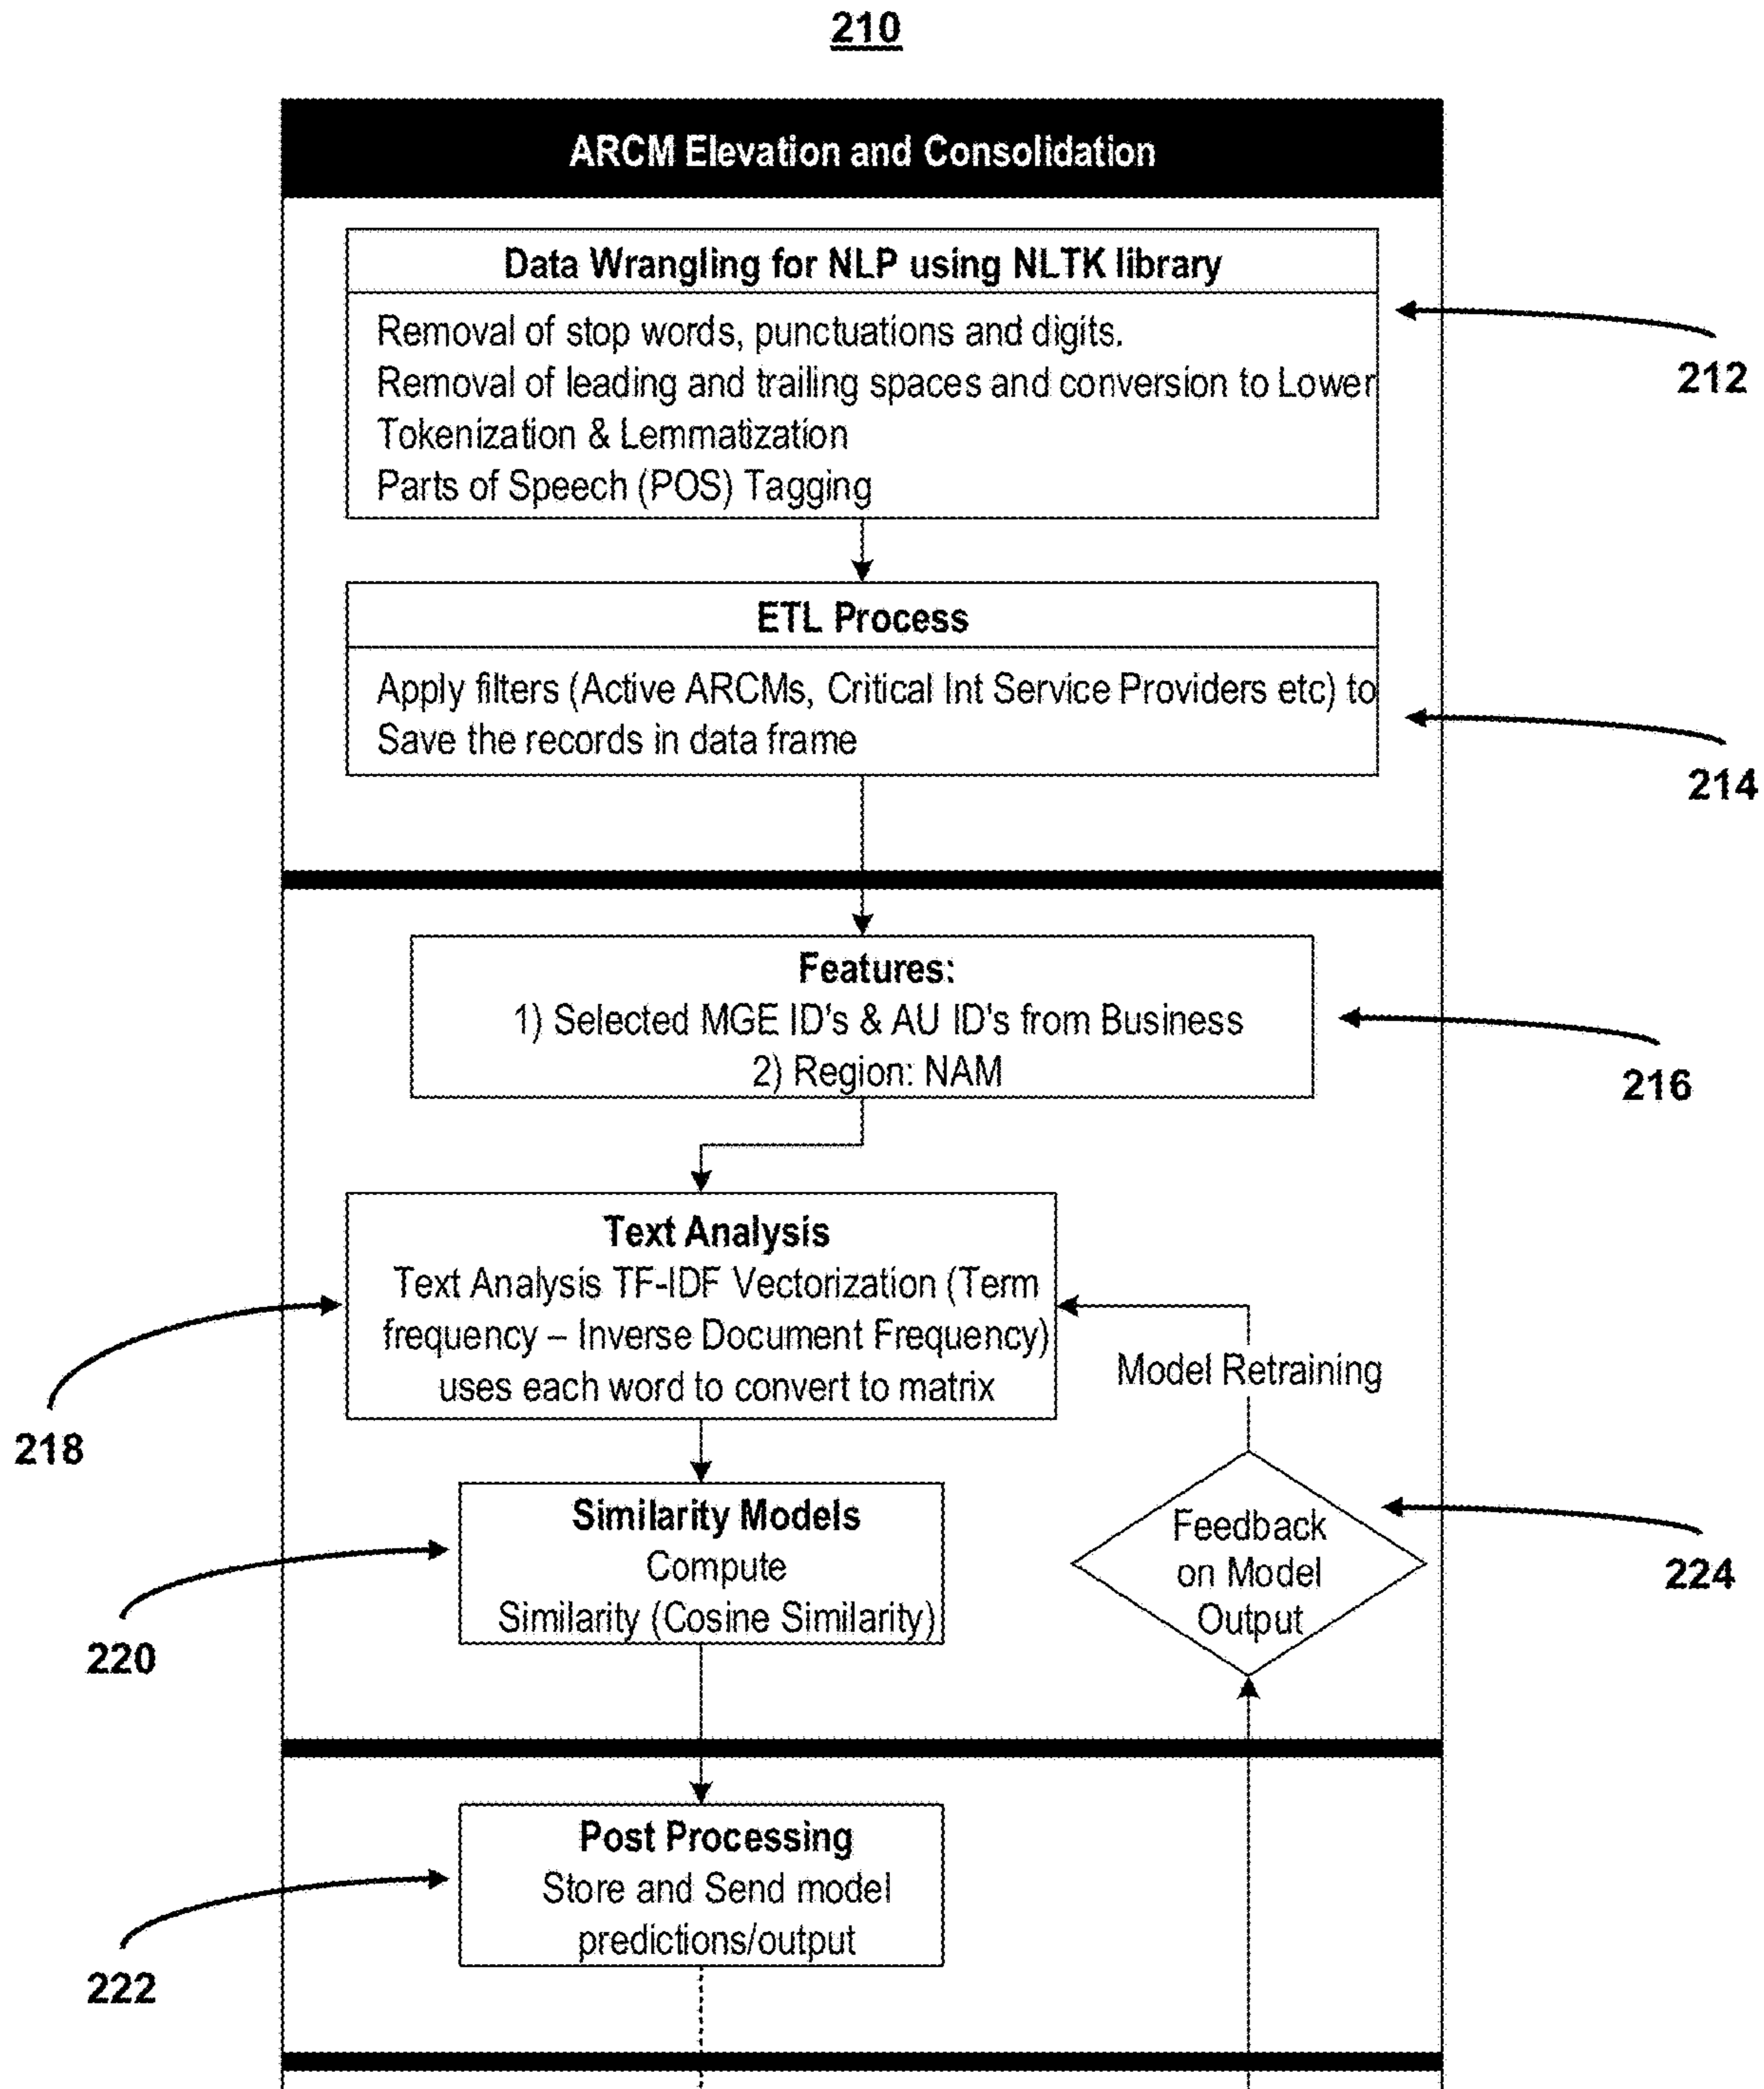 210
ARCM Elevation and Consolidation
Data Wrangling for NLP using NLTK library
Removal of stop words, punctuations and digits.
Removal of leading and trailing spaces and conversion to Lower
Tokenization & Lemmatization
Parts of Speech (POS) Tagging
212
ETL Process
Apply filters (Active ARCMs, Critical Int Service Providers etc) to
Save the records in data frame
214
Features:
1) Selected MGE ID's & AU ID's from Business
2) Region: NAM
216
Text Analysis
Text Analysis TF-IDF Vectorization (Term
frequency – Inverse Document Frequency)
uses each word to convert to matrix
218
Model Retraining
Similarity Models
Compute
Similarity (Cosine Similarity)
220
Feedback
on Model
Output
224
Post Processing
Store and Send model
predictions/output
222